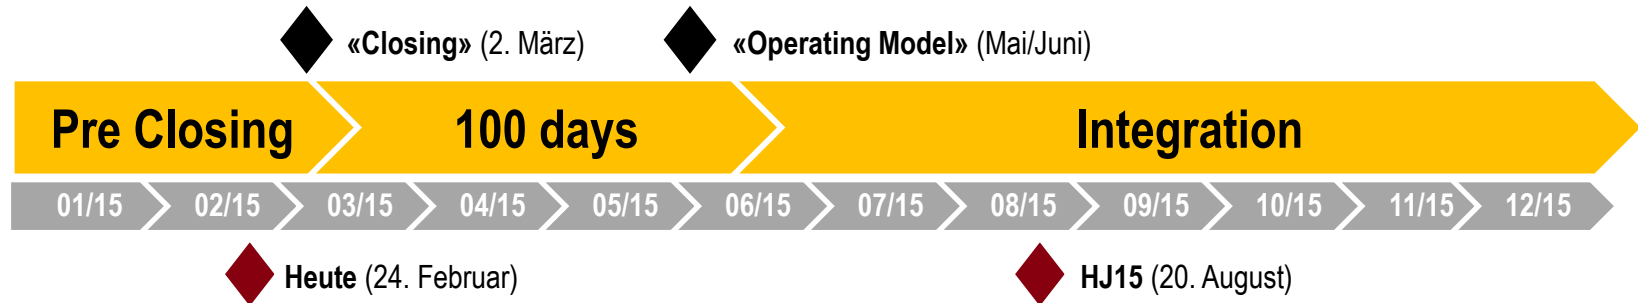 «Closing» (2. März) «Operating Model» (Mai/Juni)
Pre Closing 100 days Integration
01/15 02/15 03/15 04/15 05/15 06/15 07/15 08/15 09/15 10/15 11/15 12/15
Heute (24. Februar) HJ15 (20. August)